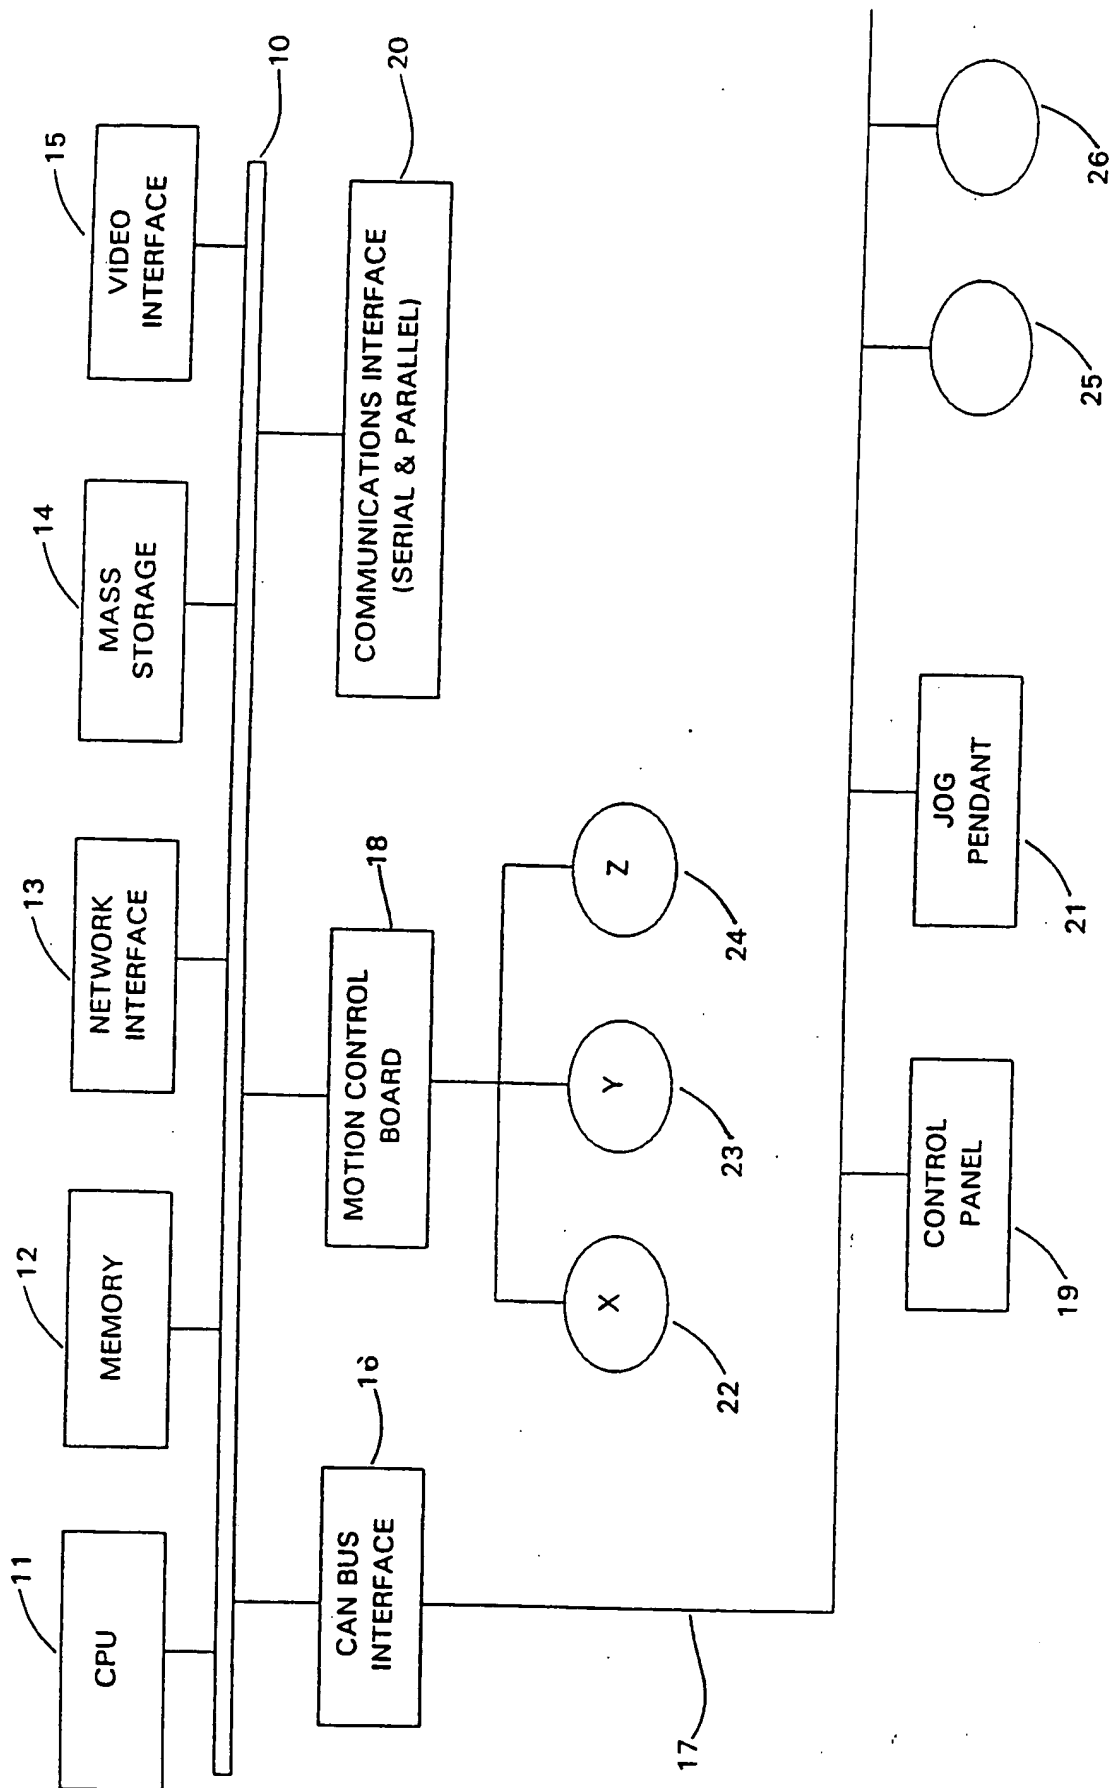 11
12
13
14
15
CPU
MEMORY
NETWORK
INTERFACE
MASS
STORAGE
VIDEO
INTERFACE
10
16
18
20
CAN BUS
INTERFACE
MOTION CONTROL
BOARD
COMMUNICATIONS INTERFACE
(SERIAL & PARALLEL)
X
Y
Z
22
23
24
17
CONTROL
PANEL
JOG
PENDANT
19
21
25
26